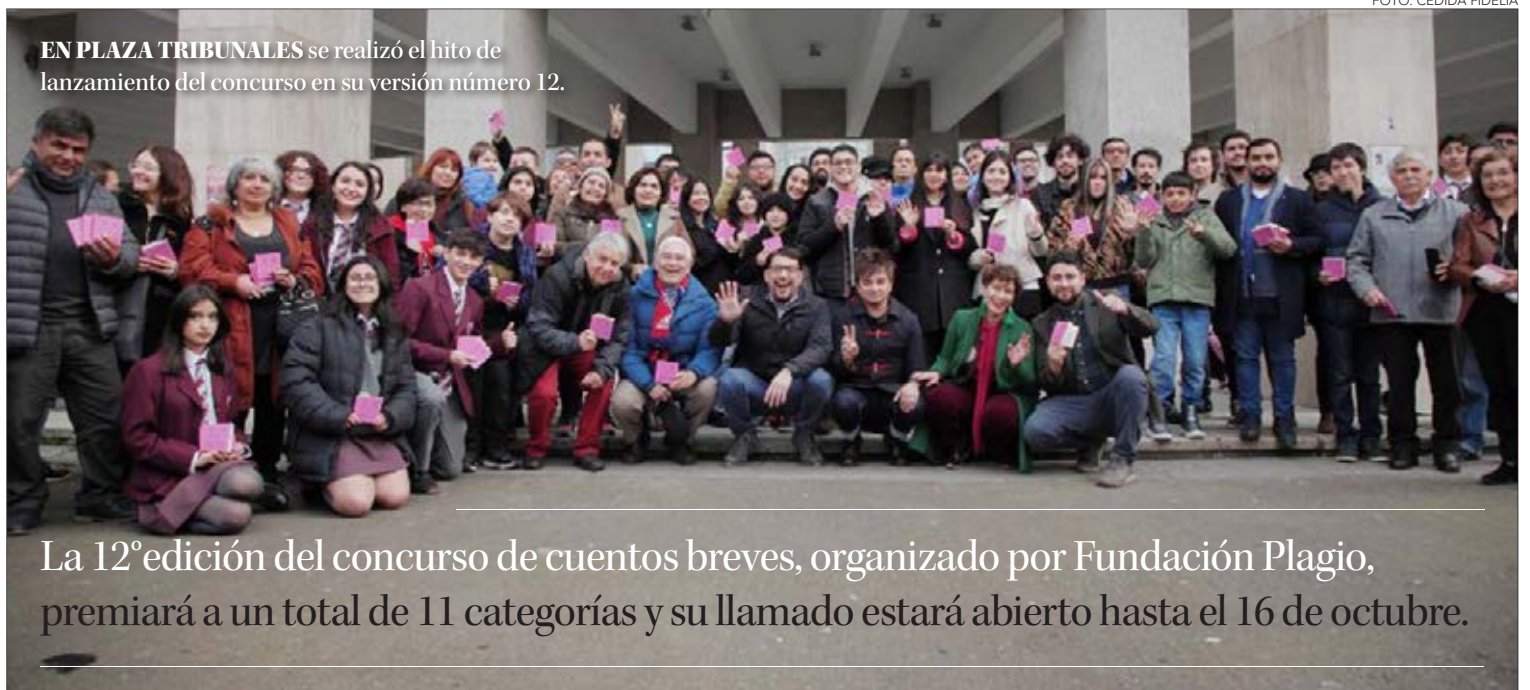 FOTO: CEDIDA FIDELIA
EN PLAZA TRIBUNALES se realizó el hito de
lanzamiento del concurso en su versión número 12.
La 12°edición del concurso de cuentos breves, organizado por Fundación Plagio,
premiará a un total de 11 categorías y su llamado estará abierto hasta el 16 de octubre.